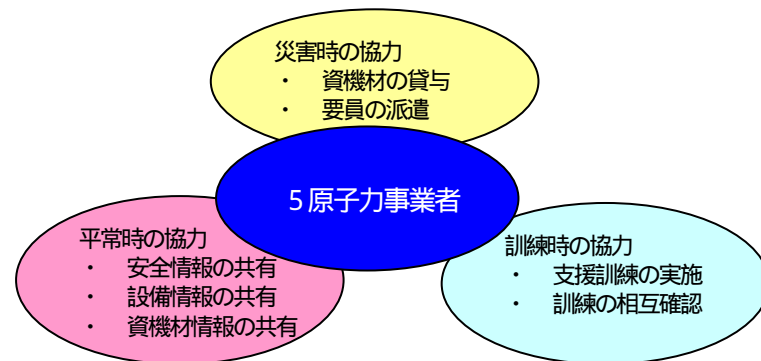 災害時の協力
・ 資機材の貸与
・ 要員の派遣
5原子力事業者
平常時の協力
・ 安全情報の共有
・ 設備情報の共有
・ 資機材情報の共有
訓練時の協力
・ 支援訓練の実施
・ 訓練の相互確認